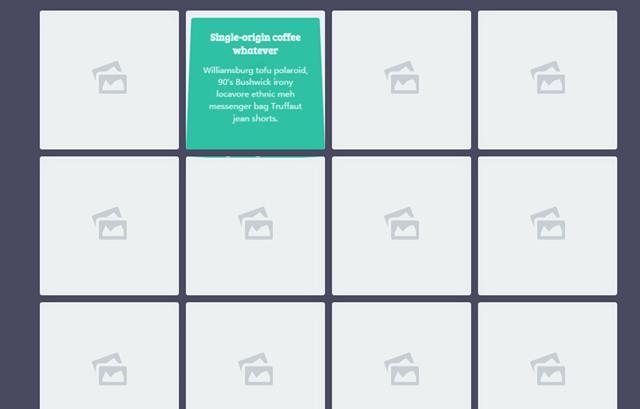 Single-origin coffee
whatever
Williamsburg tofu polaroid,
90's Bushwick irony
locavore ethnic meh
messenger bag Truffaut
jean shorts.